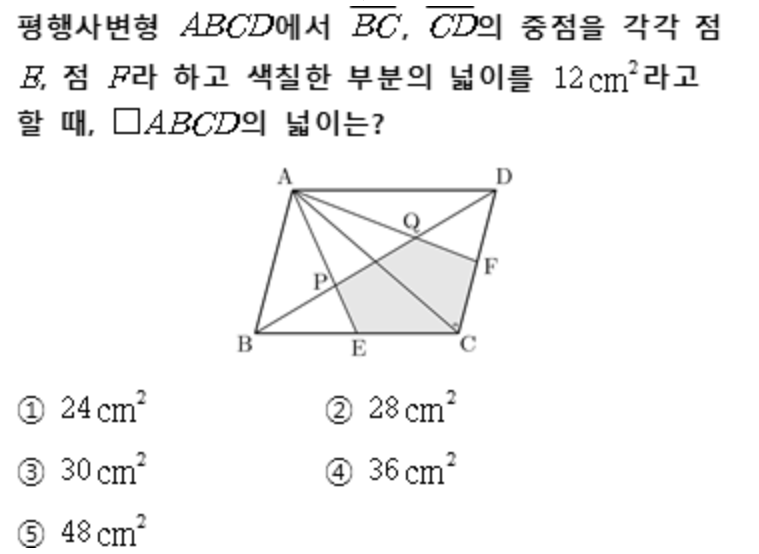 평행사변형 ABCD에서 \overline{BC}, \overline{CD}의 중점을 각각 점
E, 점 F라 하고 색칠한 부분의 넓이를 12cm²라고
할 때, □ABCD의 넓이는?
A
D
Q
F
P
B
E
C
① 24cm²
② 28cm²
③ 30cm²
④ 36cm²
⑤ 48cm²